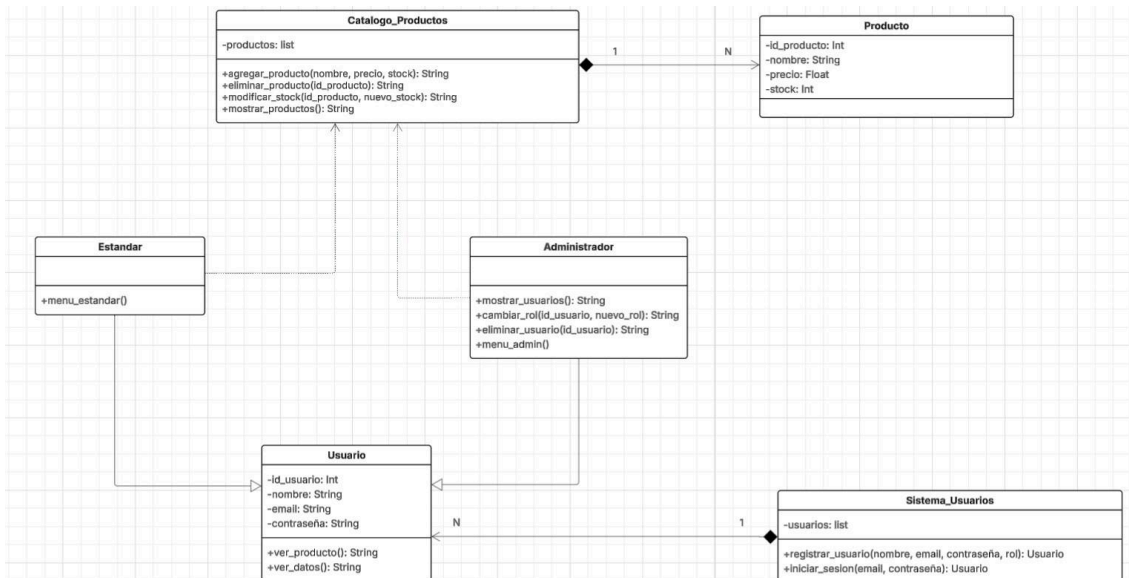 Catalogo_Productos
-productos: list
+agregar_producto(nombre, precio, stock): String
+eliminar_producto(id_producto): String
+modificar_stock(id_producto, nuevo_stock): String
+mostrar_productos(): String
1
N
Producto
-id_producto: Int
-nombre: String
-precio: Float
-stock: Int
Estandar
+menu_estandar()
Administrador
+mostrar_usuarios(): String
+cambiar_rol(id_usuario, nuevo_rol): String
+eliminar_usuario(id_usuario): String
+menu_admin()
Usuario
-id_usuario: Int
-nombre: String
-email: String
-contraseña: String
+ver_producto(): String
+ver_datos(): String
N
1
Sistema_Usuarios
-usuarios: list
+registrar_usuario(nombre, email, contraseña, rol): Usuario
+iniciar_sesion(email, contraseña): Usuario